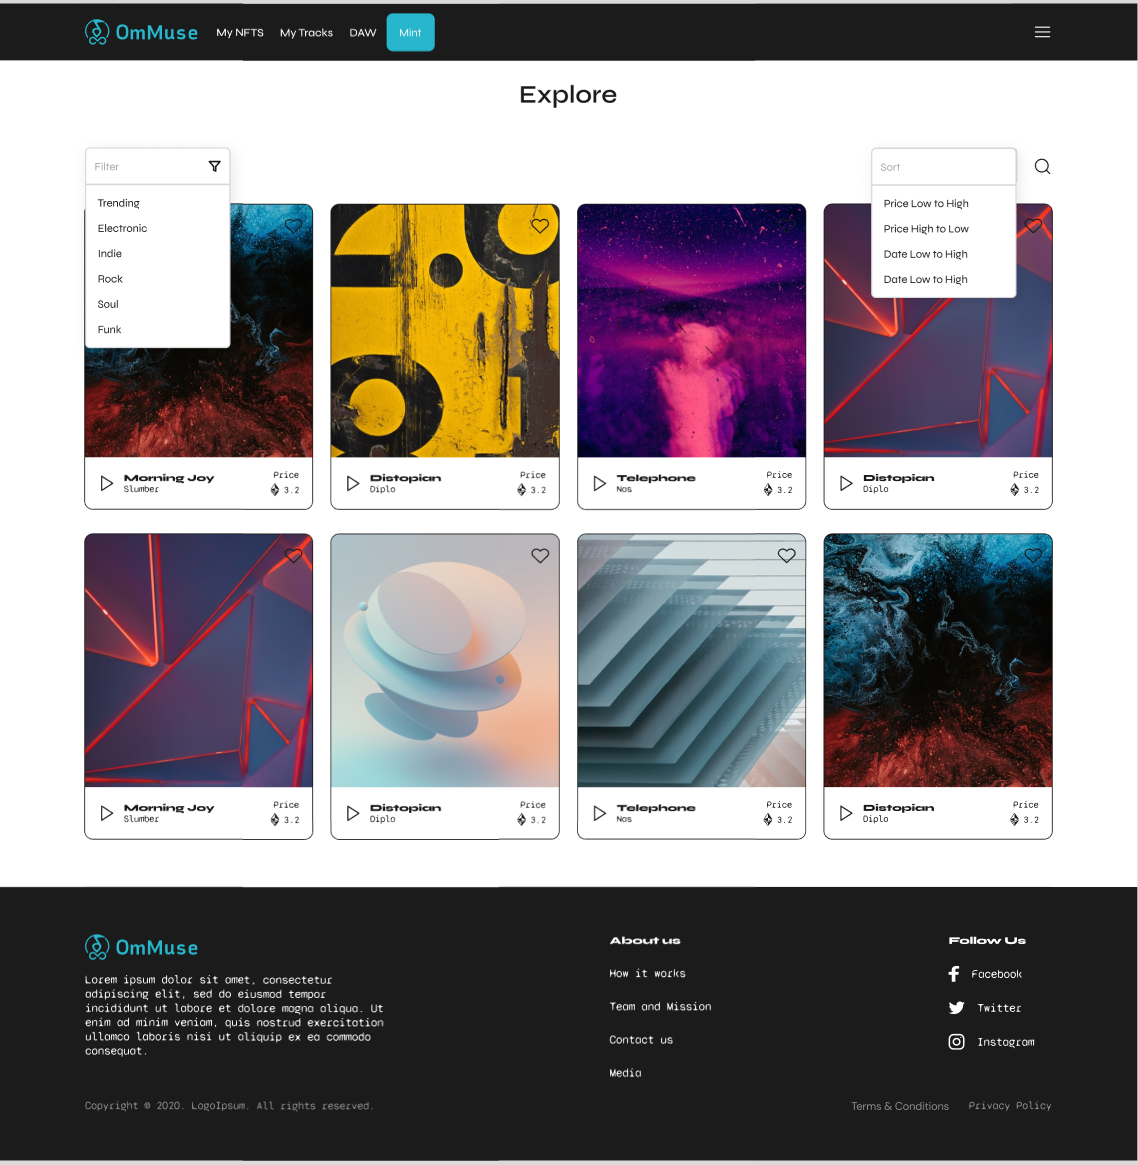 OmMuse My NFTS My Tracks DAW Mint
Explore
Filter
Trending
Electronic
Indie
Rock
Soul
Funk
Sort
Price Low to High
Price High to Low
Date Low to High
Date Low to High
Morning Joy
Slumber
Price
3.2
Distopian
Diplo
Price
3.2
Telephone
Nas
Price
3.2
Distopian
Diplo
Price
3.2
Morning Joy
Slumber
Price
3.2
Distopian
Diplo
Price
3.2
Telephone
Nas
Price
3.2
Distopian
Diplo
Price
3.2
OmMuse
Lorem ipsum dolor sit amet, consectetur
adipiscing elit, sed do eiusmod tempor
incididunt ut labore et dolore magna aliqua. Ut
enim ad minim veniam, quis nostrud exercitation
ullamco laboris nisi ut aliquip ex ea commodo
consequat.
About us
How it works
Team and Mission
Contact us
Media
Follow Us
Facebook
Twitter
Instagram
Copyright © 2020. LogoIpsum. All rights reserved.
Terms & Conditions Privacy Policy